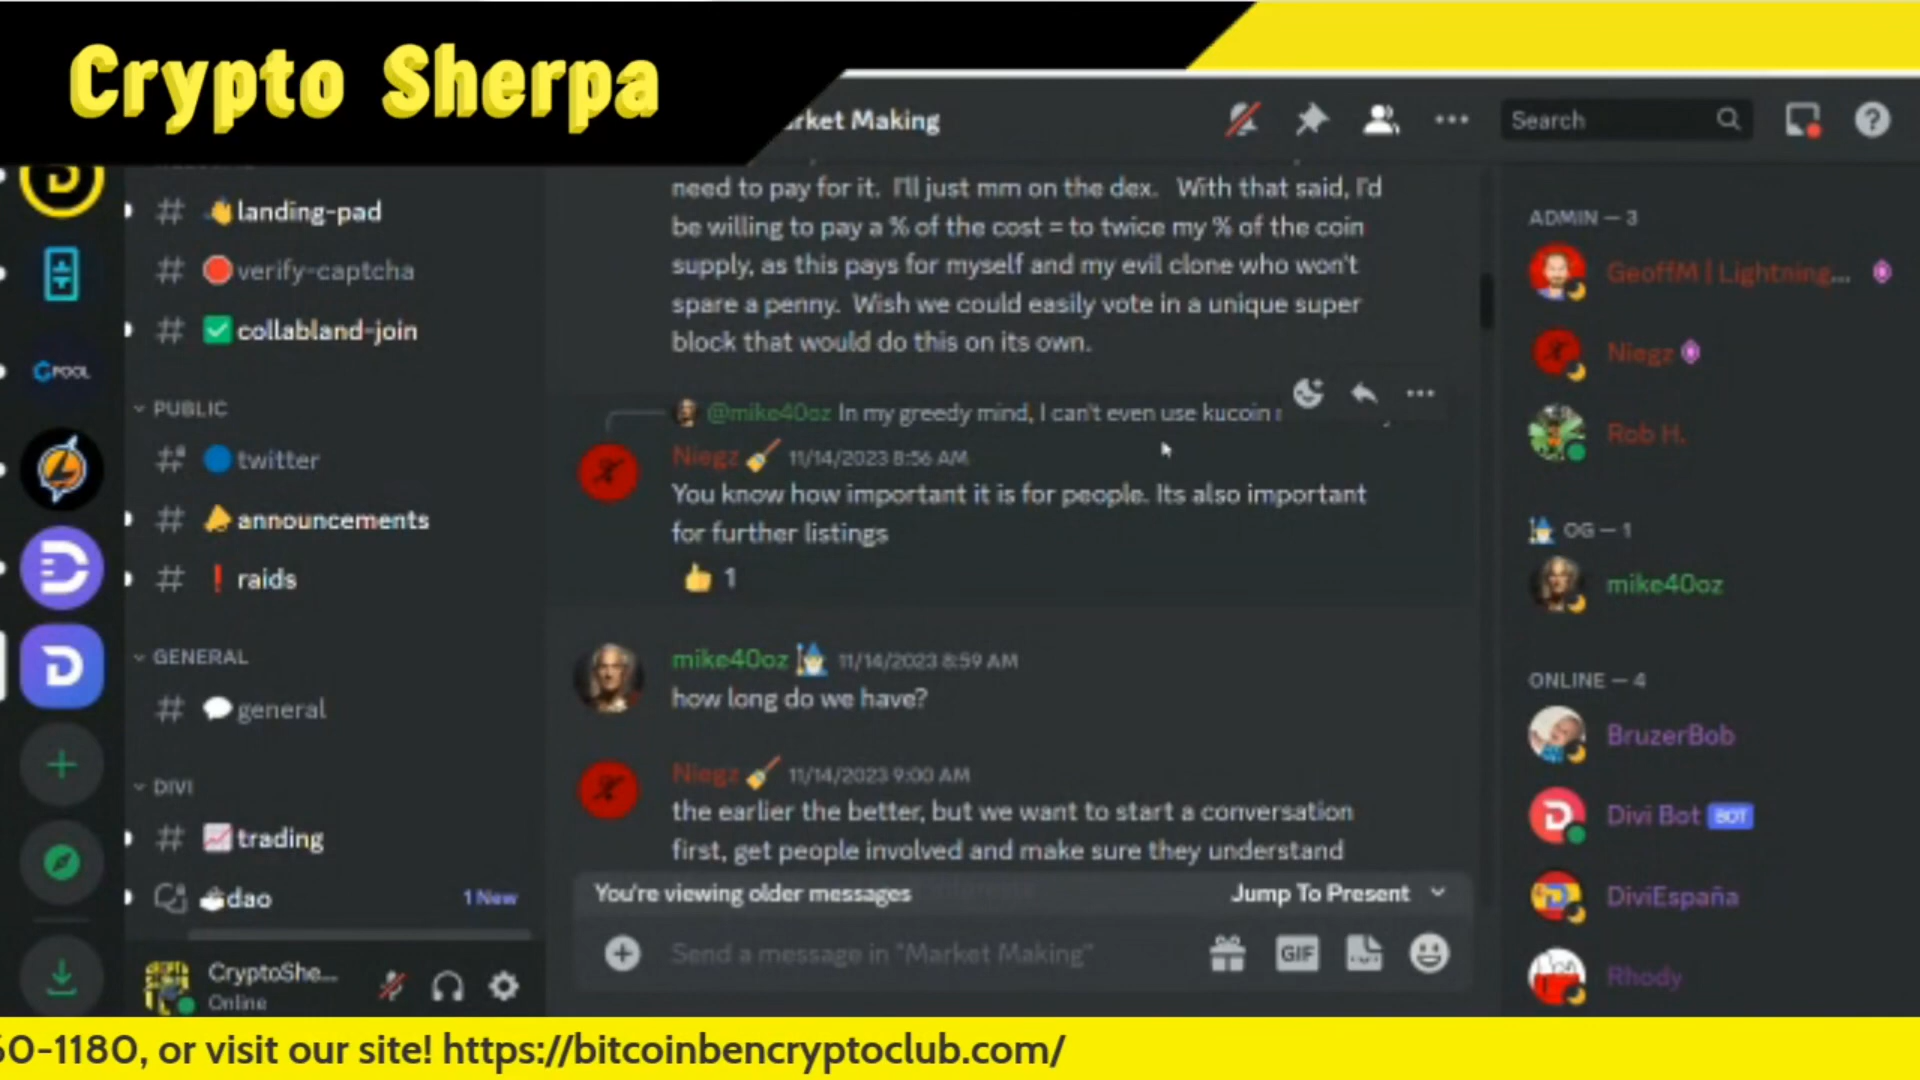 Crypto Sherpa
rket Making
Search
landing-pad
verify-captcha
collabland-join
PUBLIC
twitter
announcements
raids
GENERAL
general
DIVI
trading
dao
1 New
CryptoShe...
Online
GPOOL
need to pay for it. I'll just mm on the dex. With that said, I'd
be willing to pay a % of the cost = to twice my % of the coin
supply, as this pays for myself and my evil clone who won't
spare a penny. Wish we could easily vote in a unique super
block that would do this on its own.
@mike40oz In my greedy mind, I can't even use kucoin
Niegz 11/14/2023 8:56 AM
You know how important it is for people. Its also important
for further listings
1
mike40oz 11/14/2023 8:59 AM
how long do we have?
Niegz 11/14/2023 9:00 AM
the earlier the better, but we want to start a conversation
first, get people involved and make sure they understand
You're viewing older messages Jump To Present
Send a message in "Market Making"
GIF
ADMIN — 3
GeoffM | Lightning...
Niegz
Rob H.
OG — 1
mike40oz
ONLINE — 4
BruzerBob
Divi Bot BOT
DiviEspaña
Rhody
60-1180, or visit our site! https://bitcoinbencryptoclub.com/